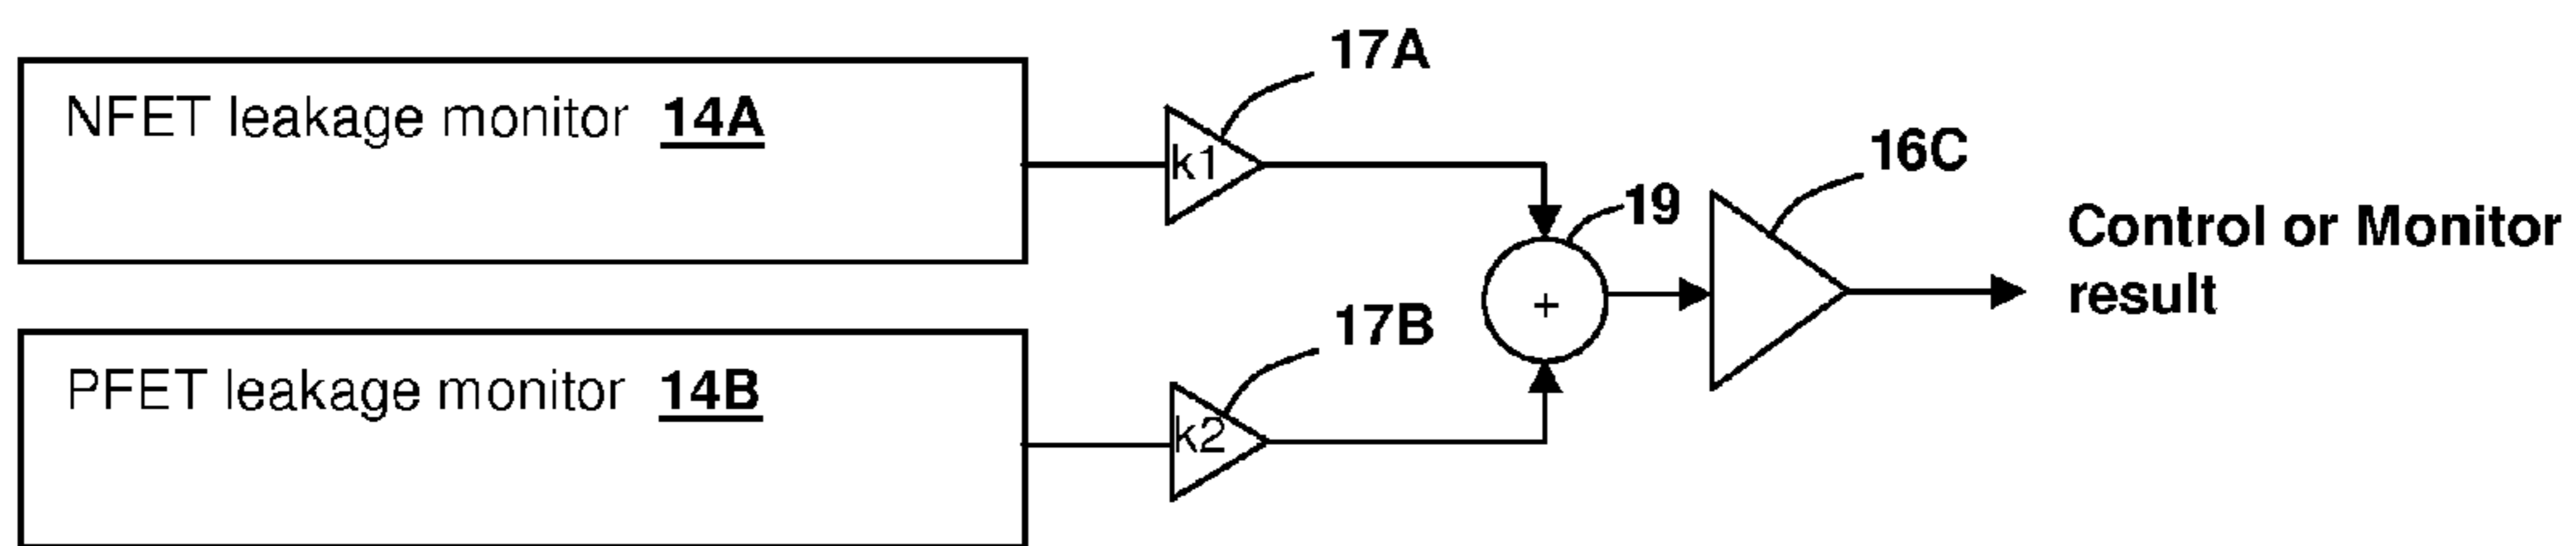 NFET leakage monitor 14A
17A
k1
16C
19
+
Control or Monitor
result
PFET leakage monitor 14B
17B
k2